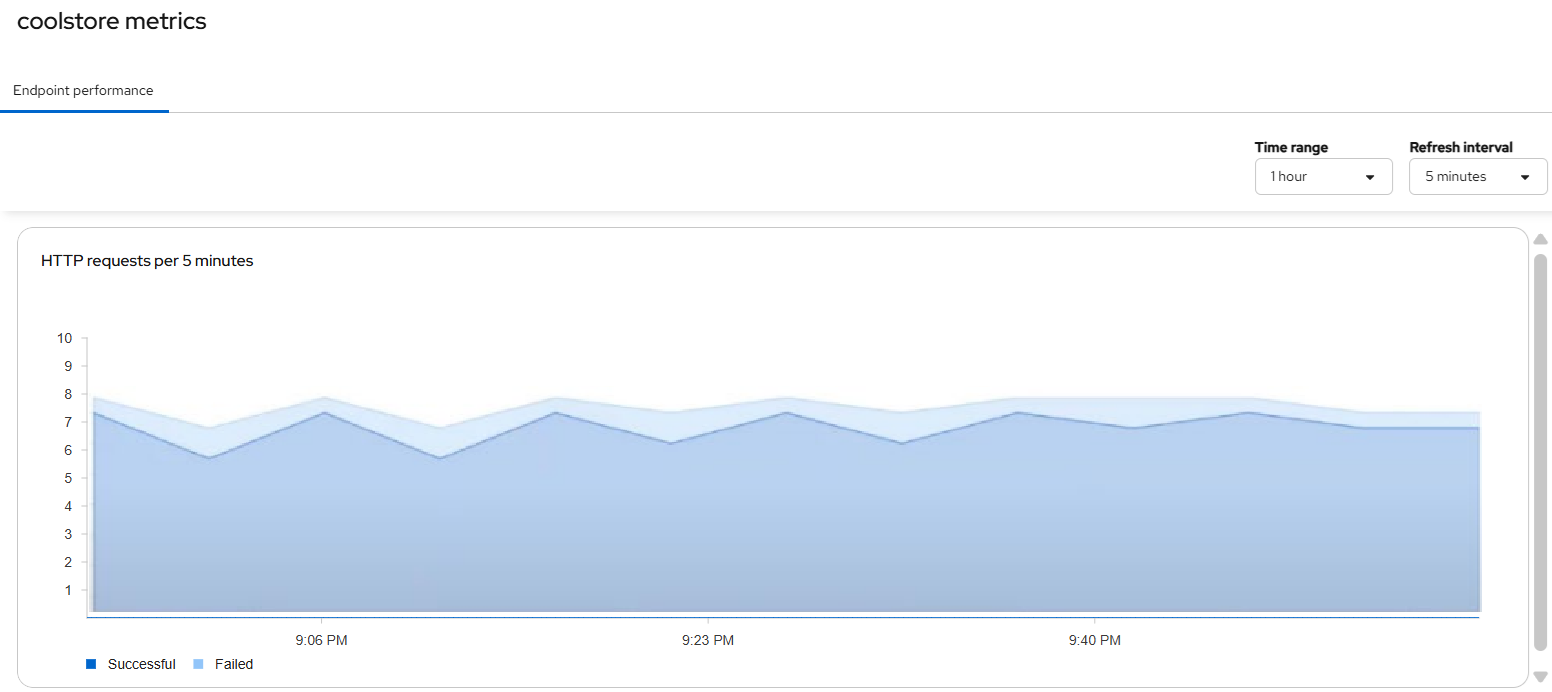 coolstore metrics
Endpoint performance
Time range
Refresh interval
1 hour
5 minutes
HTTP requests per 5 minutes
10
9
8
7
6
5
4
3
2
1
9:06 PM
9:23 PM
9:40 PM
Successful
Failed